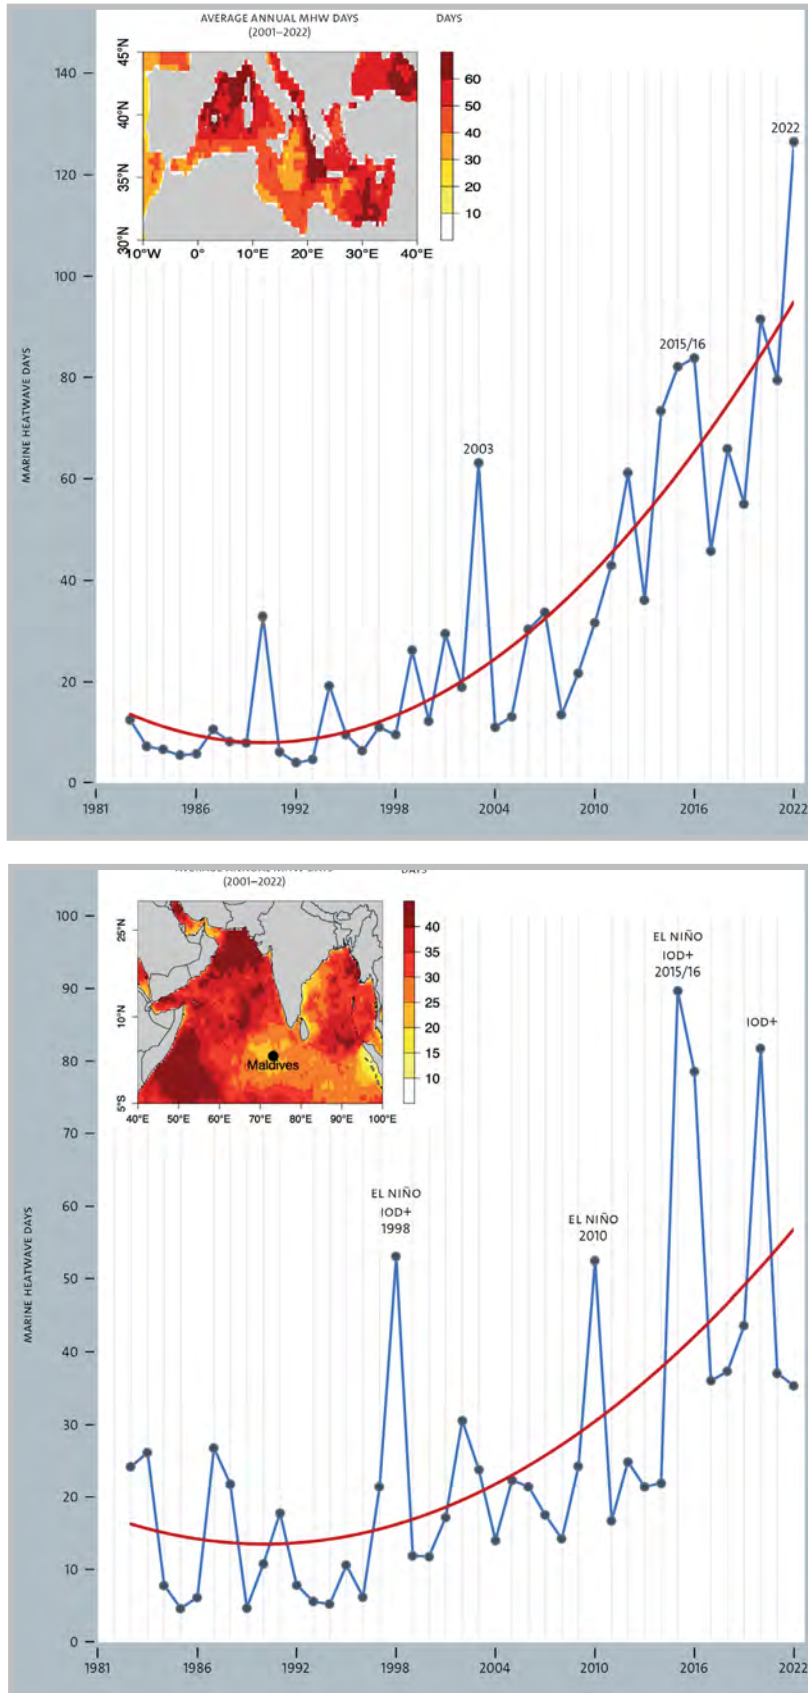 AVERAGE ANNUAL MHW DAYS
(2001–2022)
DAYS
45°N
40°N
35°N
30°N
10°W 0° 10°E 20°E 30°E 40°E
60
50
40
30
20
10
MARINE HEATWAVE DAYS
140
120
100
80
60
40
20
0
2003
2015/16
2022
1981 1986 1992 1998 2004 2010 2016 2022
AVERAGE ANNUAL MHW DAYS
(2001–2022)
DAYS
25°N
10°N
5°S
40°E 50°E 60°E 70°E 80°E 90°E 100°E
Maldives
40
35
30
25
20
15
10
MARINE HEATWAVE DAYS
100
90
80
70
60
50
40
30
20
10
0
EL NIÑO
IOD+
1998
EL NIÑO
2010
EL NIÑO
IOD+
2015/16
IOD+
1981 1986 1992 1998 2004 2010 2016 2022